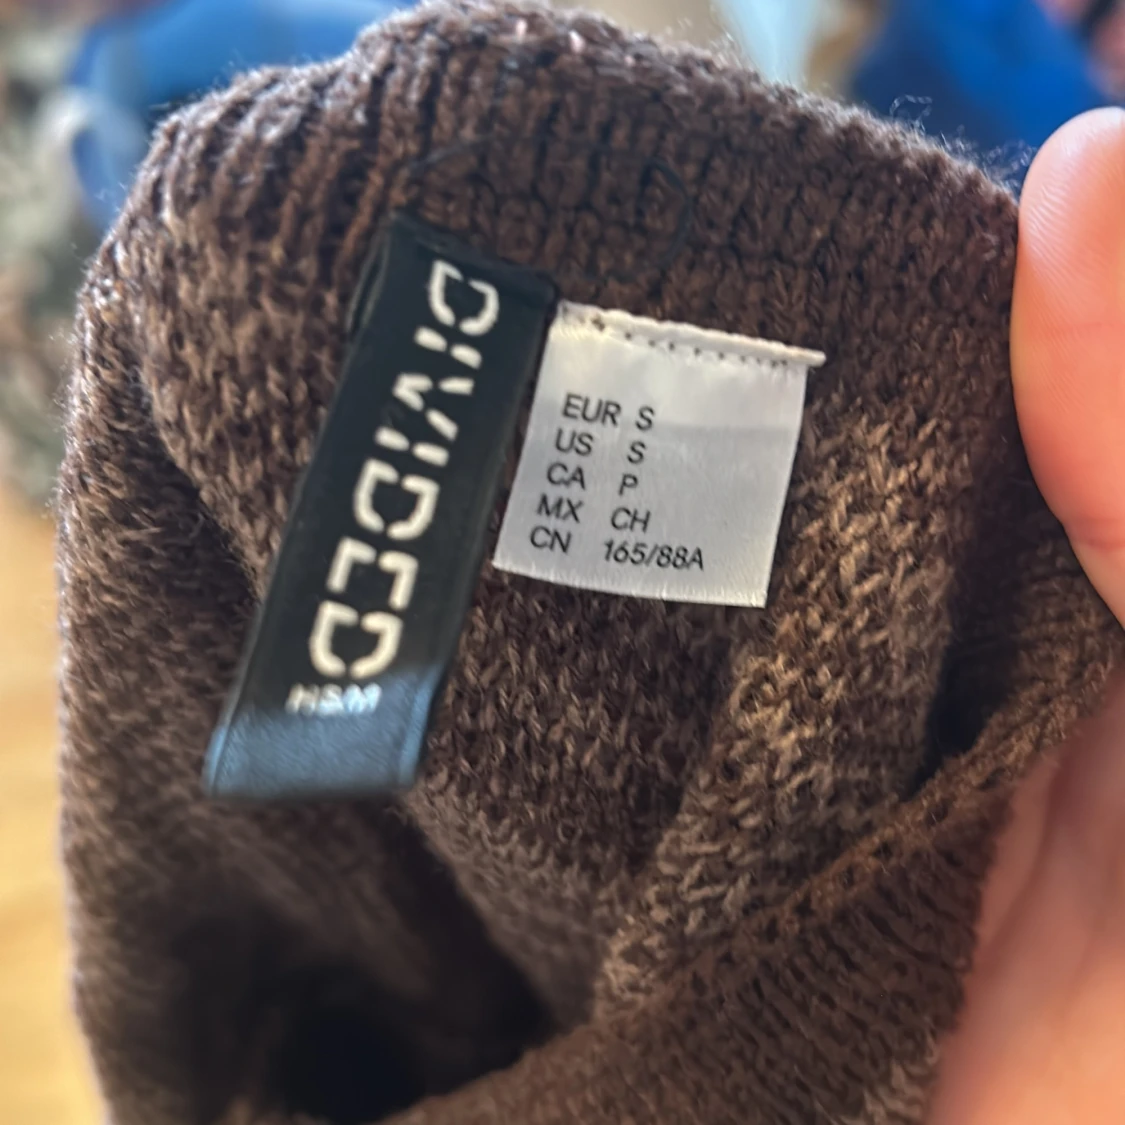 DIVIDED
H&M
EUR S
US S
CA P
MX CH
CN 165/88A